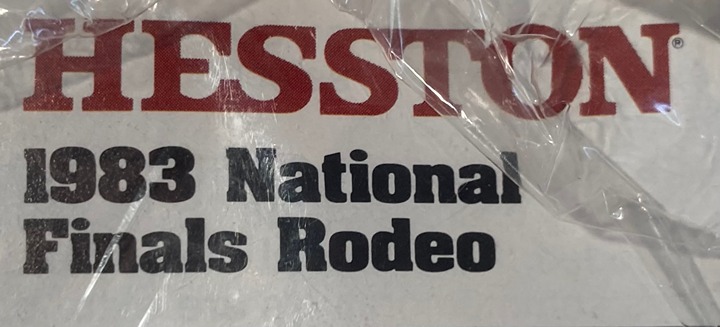 HESSTON®
1983 National
Finals Rodeo